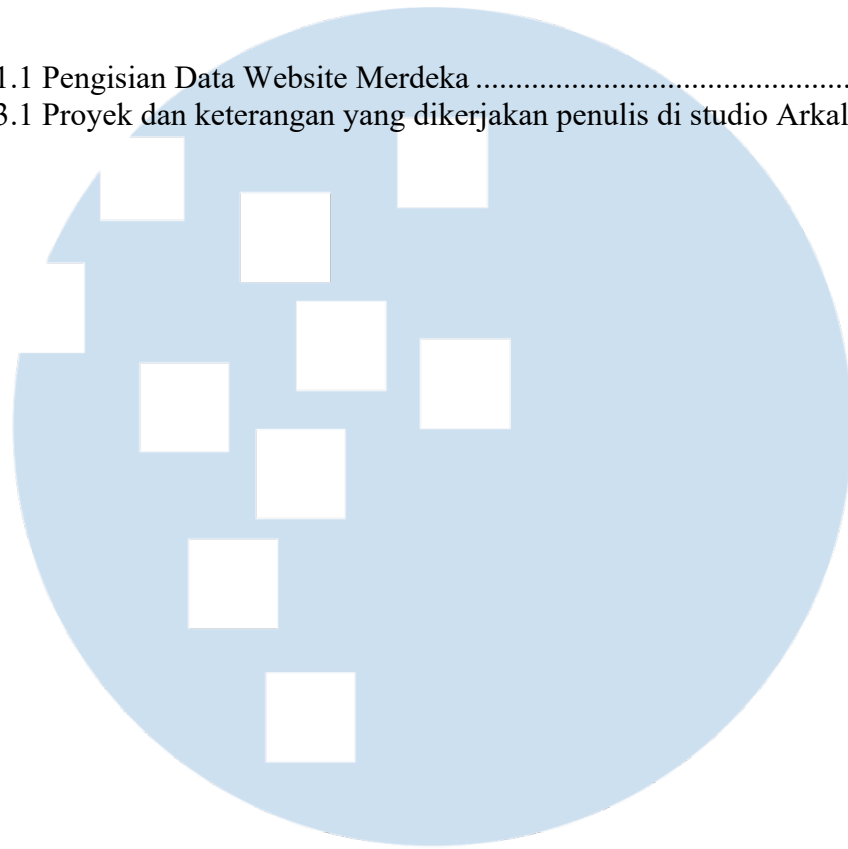 1.1 Pengisian Data Website Merdeka ........................................
3.1 Proyek dan keterangan yang dikerjakan penulis di studio Arkal